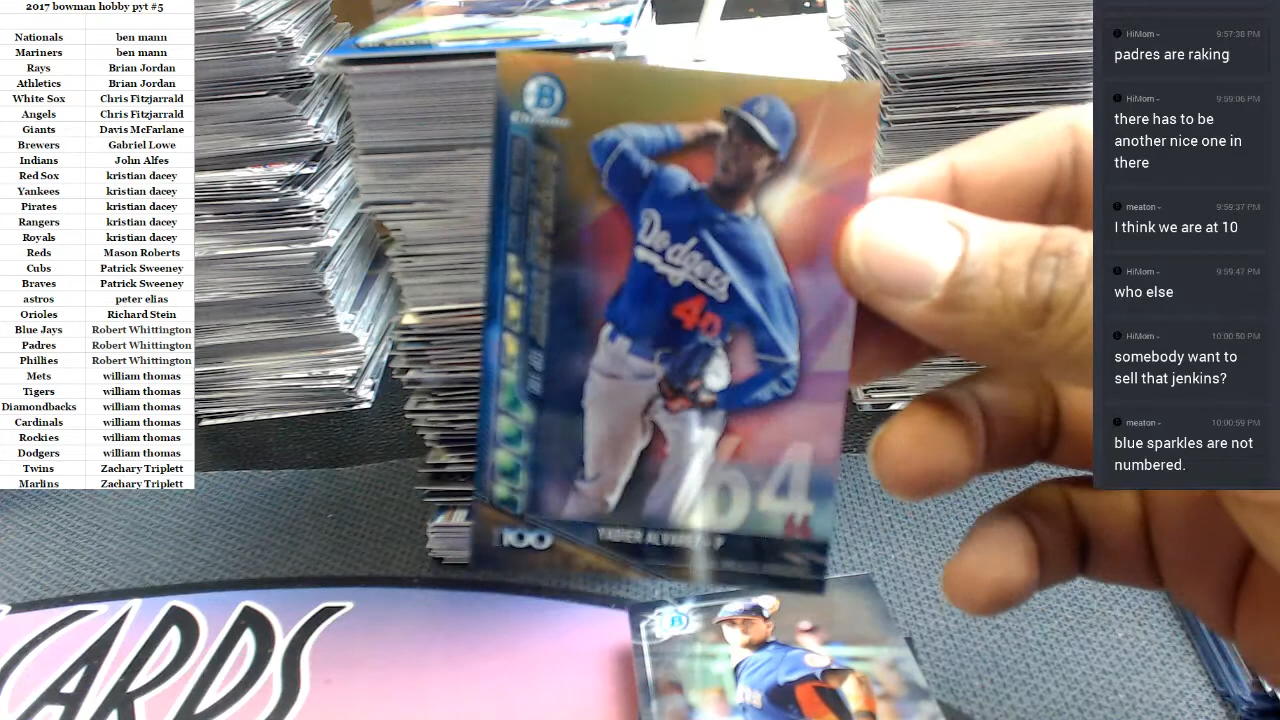 2017 bowman hobby pyt #5
Nationals ben mann
Mariners ben mann
Rays Brian Jordan
Athletics Brian Jordan
White Sox Chris Fitzjarrald
Angels Chris Fitzjarrald
Giants Davis McFarlane
Brewers Gabriel Lowe
Indians John Alfes
Red Sox kristian dacey
Yankees kristian dacey
Pirates kristian dacey
Rangers kristian dacey
Royals kristian dacey
Reds Mason Roberts
Cubs Patrick Sweeney
Braves Patrick Sweeney
astros peter elias
Orioles Richard Stein
Blue Jays Robert Whittington
Padres Robert Whittington
Phillies Robert Whittington
Mets william thomas
Tigers william thomas
Diamondbacks william thomas
Cardinals william thomas
Rockies william thomas
Dodgers william thomas
Twins Zachary Triplett
Marlins Zachary Triplett
B
Chrome
Dodgers
40
64
100
YADIER ALVAREZ P
CARDS
B
HiMom 9:57:38 PM
padres are raking
HiMom 9:59:06 PM
there has to be
another nice one in
there
meaton 9:59:37 PM
I think we are at 10
HiMom 9:59:47 PM
who else
HiMom 10:00:50 PM
somebody want to
sell that jenkins?
meaton 10:00:59 PM
blue sparkles are not
numbered.